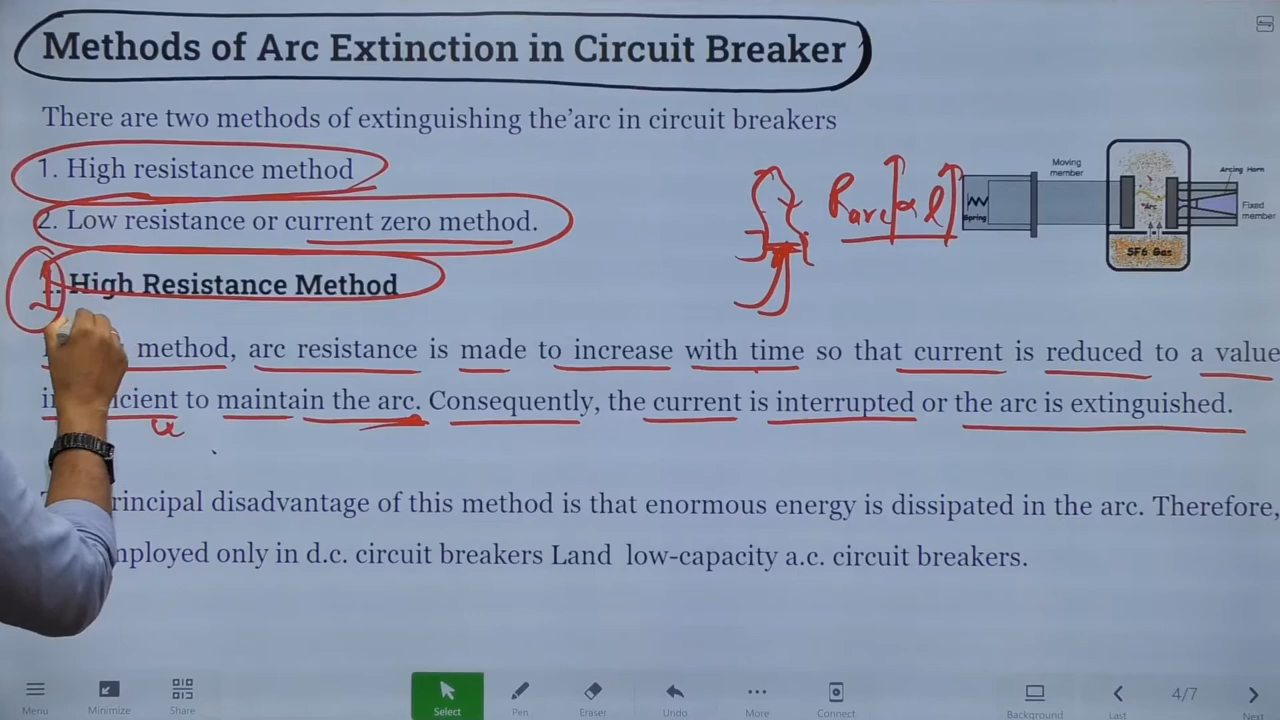 Methods of Arc Extinction in Circuit Breaker
There are two methods of extinguishing the'arc in circuit breakers
1. High resistance method
2. Low resistance or current zero method.
High Resistance Method
method, arc resistance is made to increase with time so that current is reduced to a value
to maintain the arc. Consequently, the current is interrupted or the arc is extinguished.
disadvantage of this method is that enormous energy is dissipated in the arc. Therefore,
only in d.c. circuit breakers Land low-capacity a.c. circuit breakers.
R arc ∝ l
Moving
member
Arcing Horn
Spring
Fixed
member
SF6 Gas
Menu
Minimize
Share
Select
Pen
Eraser
Undo
More
Connect
Background
Last
4/7
Next